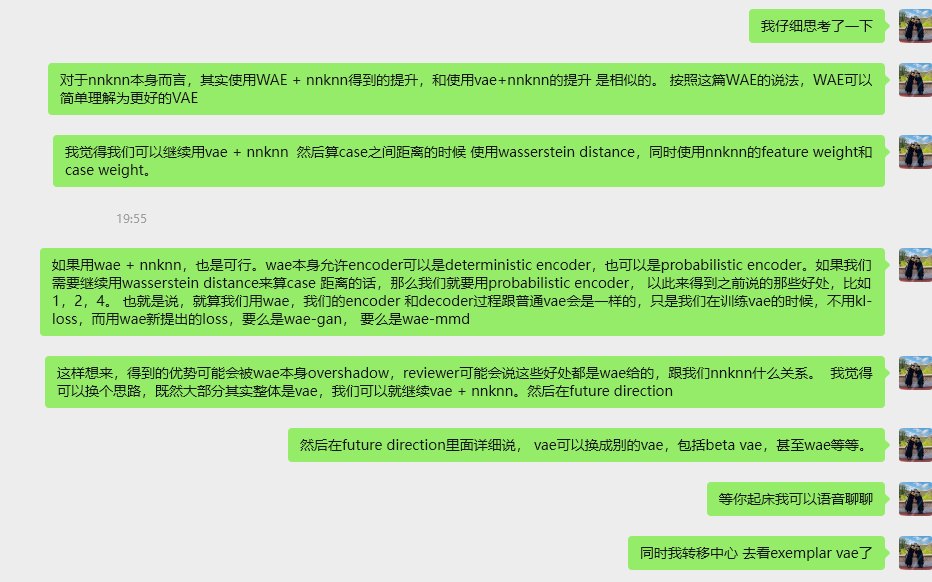 我仔细思考了一下
对于nnknn本身而言，其实使用WAE + nnknn得到的提升，和使用vae+nnknn的提升 是相似的。 按照这篇WAE的说法，WAE可以
简单理解为更好的VAE
我觉得我们可以继续用vae + nnknn  然后算case之间距离的时候 使用wasserstein distance，同时使用nnknn的feature weight和
case weight。
19:55
如果用wae + nnknn，也是可行。wae本身允许encoder可以是deterministic encoder，也可以是probabilistic encoder。如果我们
需要继续用wasserstein distance来算case 距离的话，那么我们就要用probabilistic encoder， 以此来得到之前说的那些好处，比如
1，2，4。 也就是说，就算我们用wae，我们的encoder 和decoder过程跟普通vae会是一样的，只是我们在训练vae的时候，不用kl-
loss，而用wae新提出的loss，要么是wae-gan， 要么是wae-mmd
这样想来，得到的优势可能会被wae本身overshadow，reviewer可能会说这些好处都是wae给的，跟我们nnknn什么关系。  我觉得
可以换个思路，既然大部分其实整体是vae，我们可以就继续vae + nnknn。然后在future direction
然后在future direction里面详细说， vae可以换成别的vae，包括beta vae，甚至wae等等。
等你起床我可以语音聊聊
同时我转移中心 去看exemplar vae了